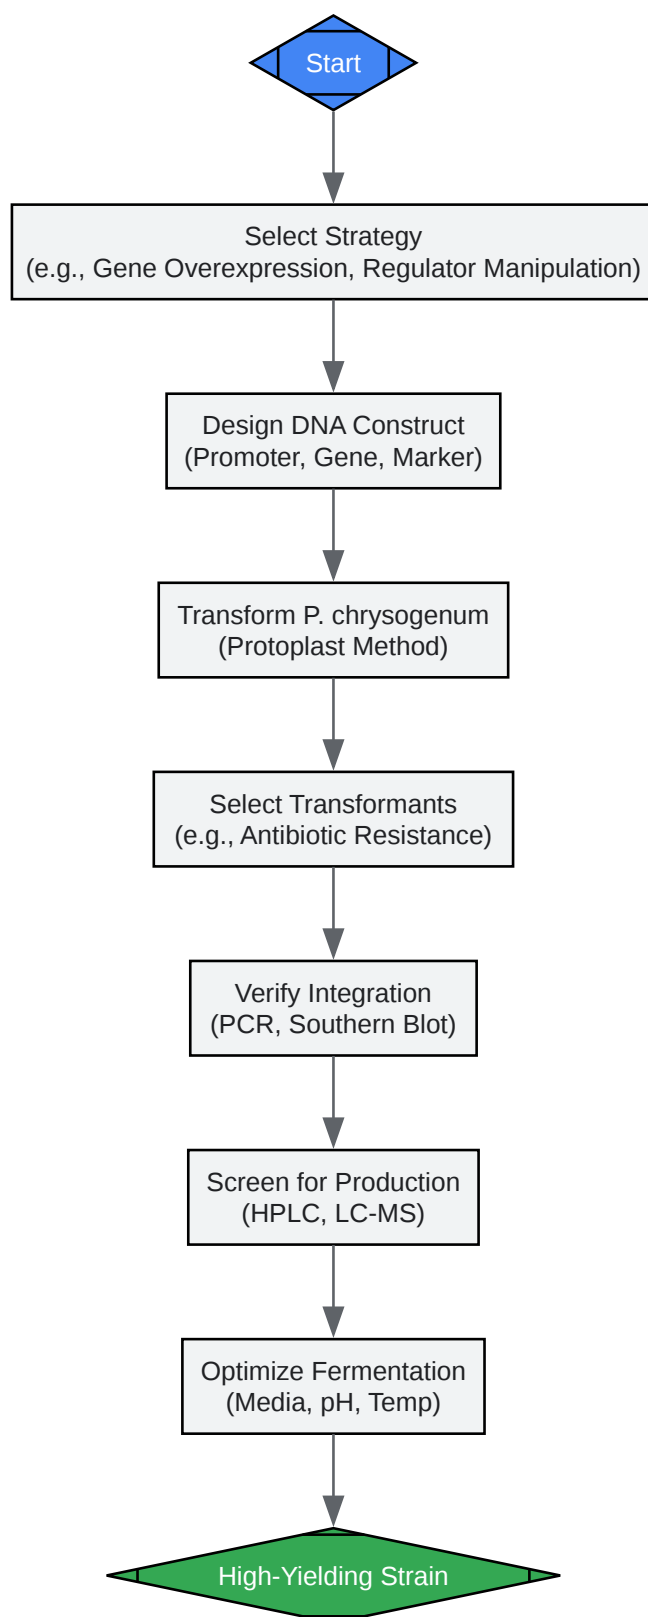 Start
Select Strategy
(e.g., Gene Overexpression, Regulator Manipulation)
Design DNA Construct
(Promoter, Gene, Marker)
Transform P. chrysogenum
(Protoplast Method)
Select Transformants
(e.g., Antibiotic Resistance)
Verify Integration
(PCR, Southern Blot)
Screen for Production
(HPLC, LC-MS)
Optimize Fermentation
(Media, pH, Temp)
High-Yielding Strain